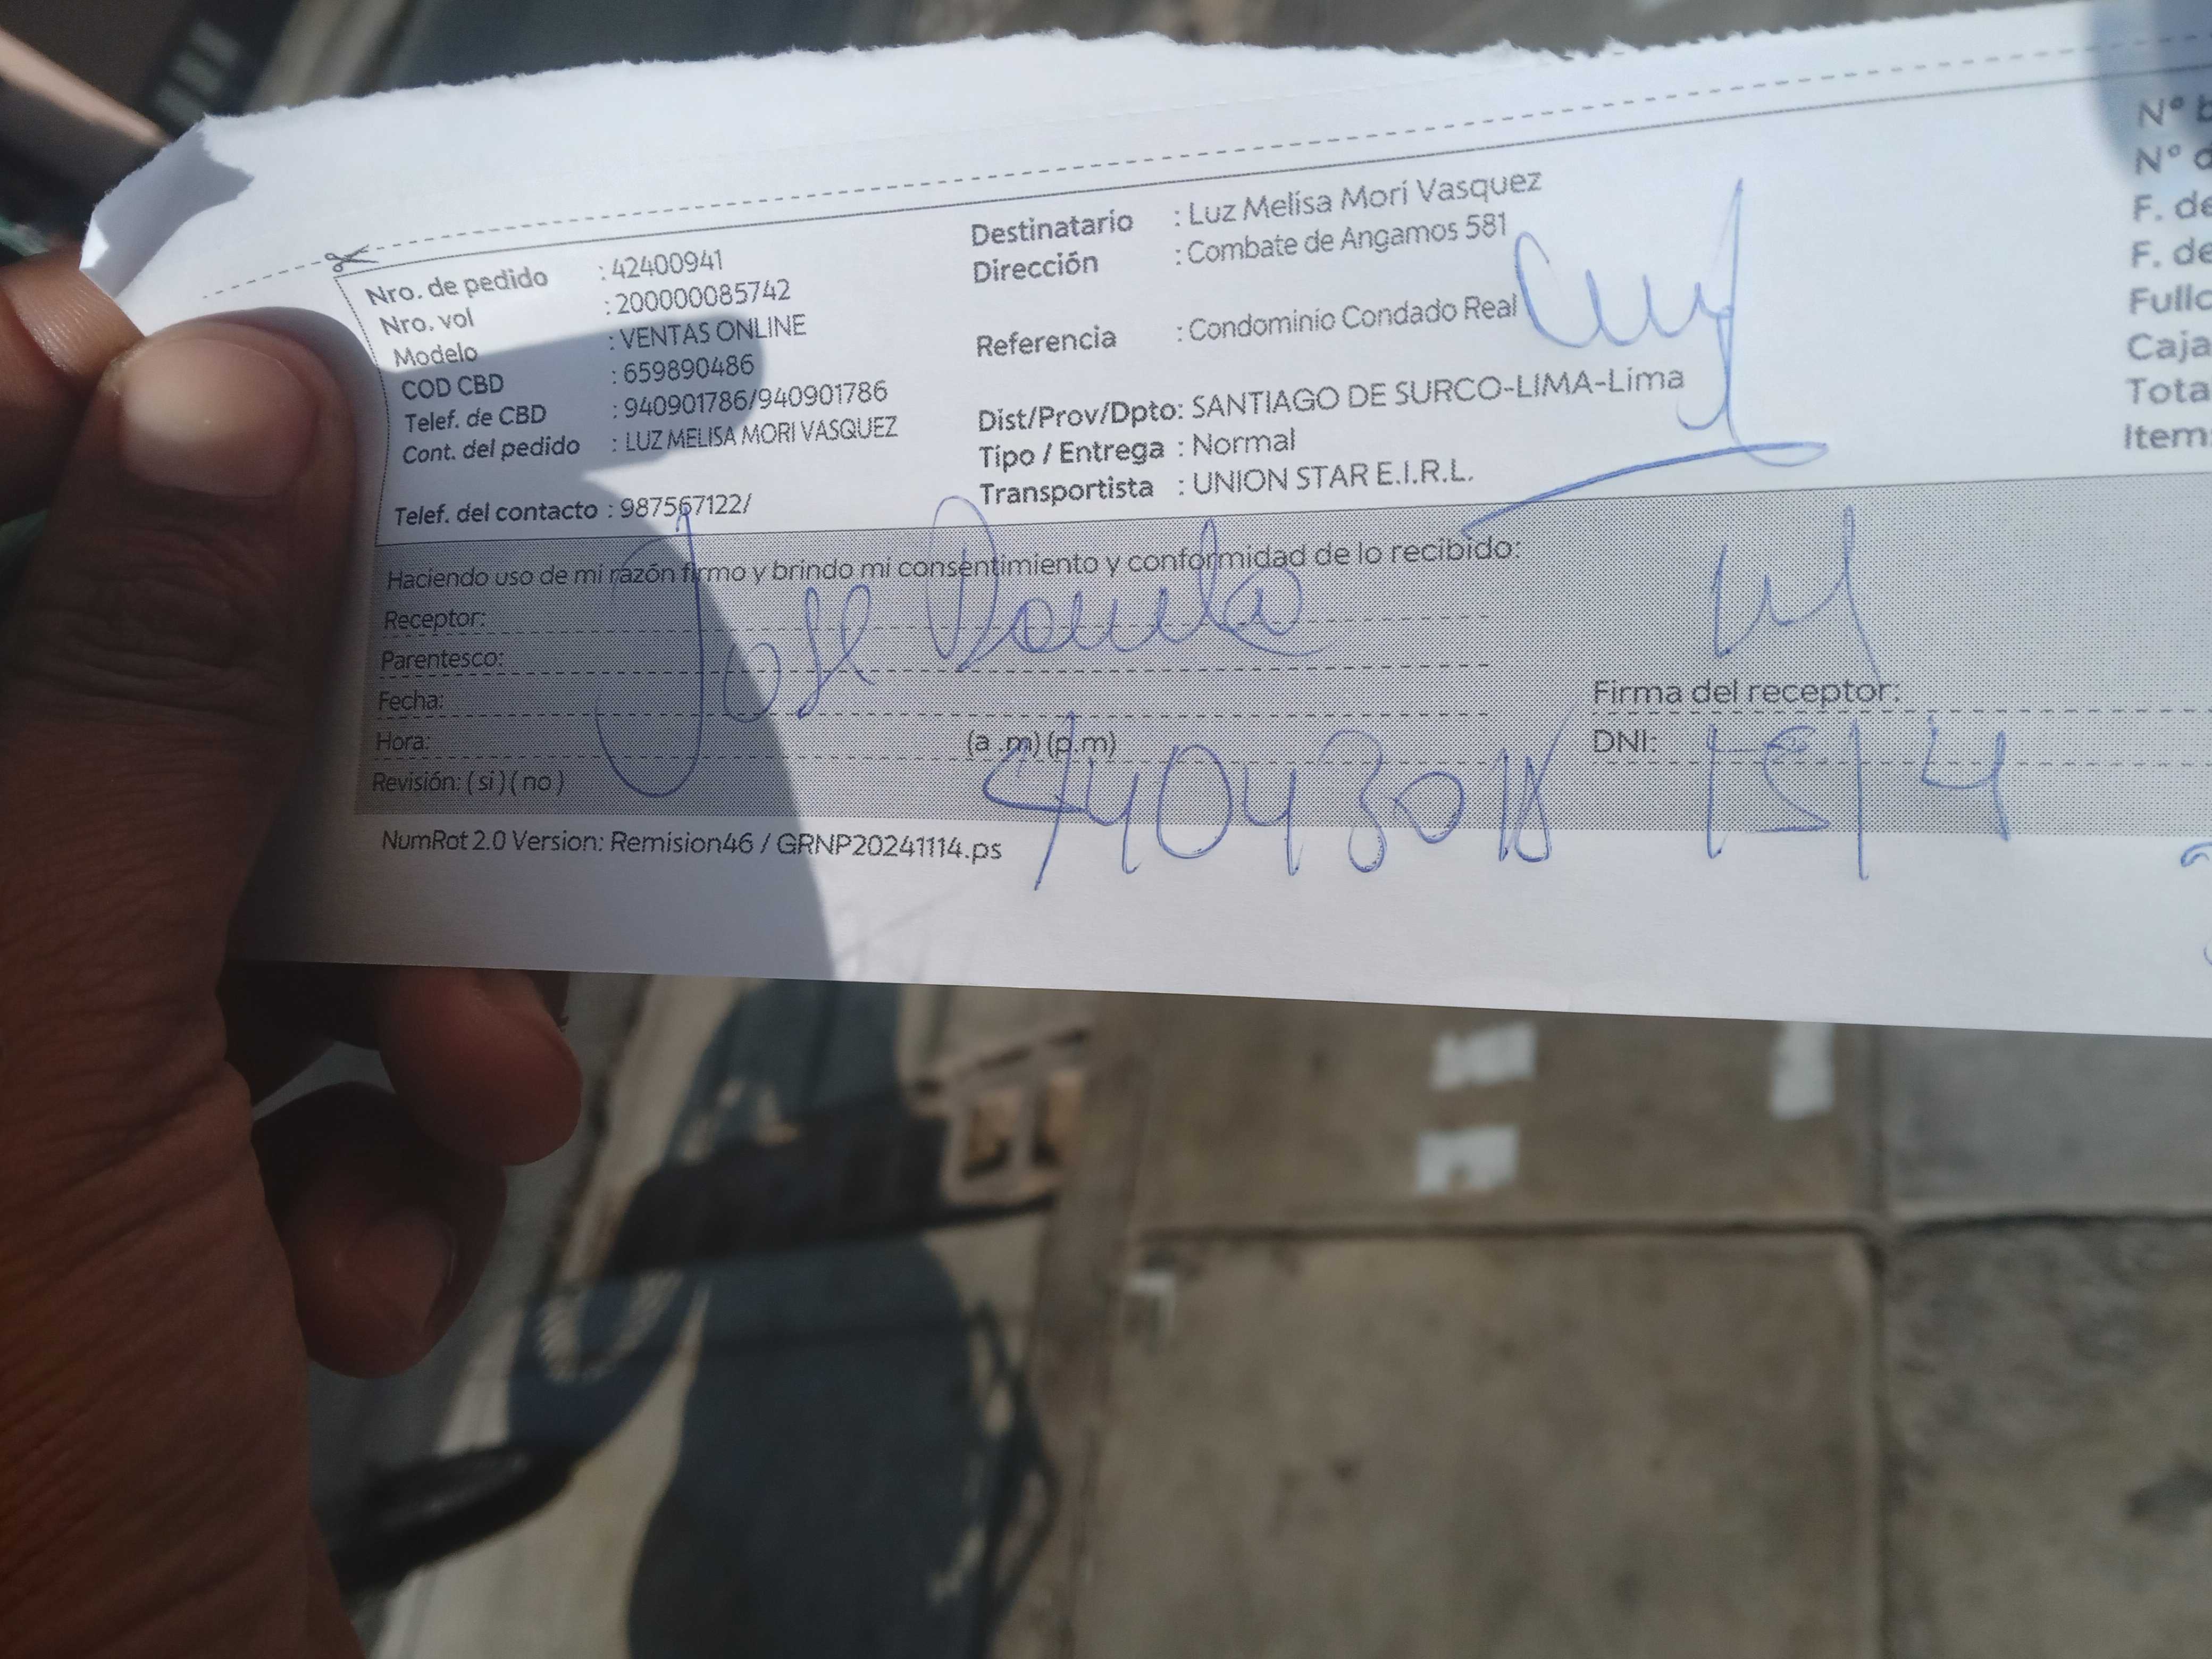 Nro. de pedido : 42400941
Nro. vol : 200000085742
Modelo : VENTAS ONLINE
COD CBD : 659890486
Telef. de CBD : 940901786/940901786
Cont. del pedido : LUZ MELISA MORI VASQUEZ
Telef. del contacto : 987567122/
Destinatario : Luz Melisa Mori Vasquez
Dirección : Combate de Angamos 581
Referencia : Condominio Condado Real
Dist/Prov/Dpto: SANTIAGO DE SURCO-LIMA-Lima
Tipo / Entrega : Normal
Transportista : UNION STAR E.I.R.L.
N° b
N° d
F. de
F. de
Fullc
Caja
Tota
Item
Haciendo uso de mi razón firmo y brindo mi consentimiento y conformidad de lo recibido:
Receptor:
Jose
Parentesco:
Fecha:
Hora: (a .m) (p.m)
Revisión: ( si ) ( no )
Firma del receptor:
DNI:
NumRot 2.0 Version: Remision46 / GRNP20241114.ps